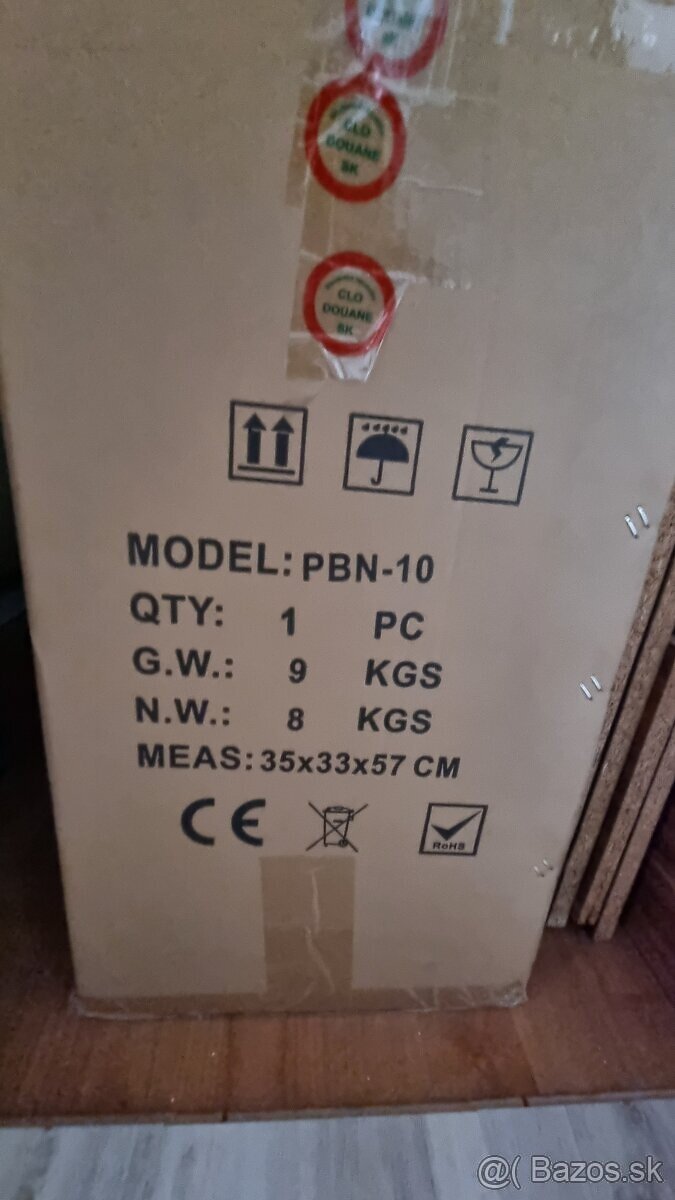 CLO
DOUANE
SK
CLO
DOUANE
SK
MODEL: PBN-10
QTY: 1 PC
G.W.: 9 KGS
N.W.: 8 KGS
MEAS: 35x33x57 CM
CE
RoHS
@( Bazos.sk